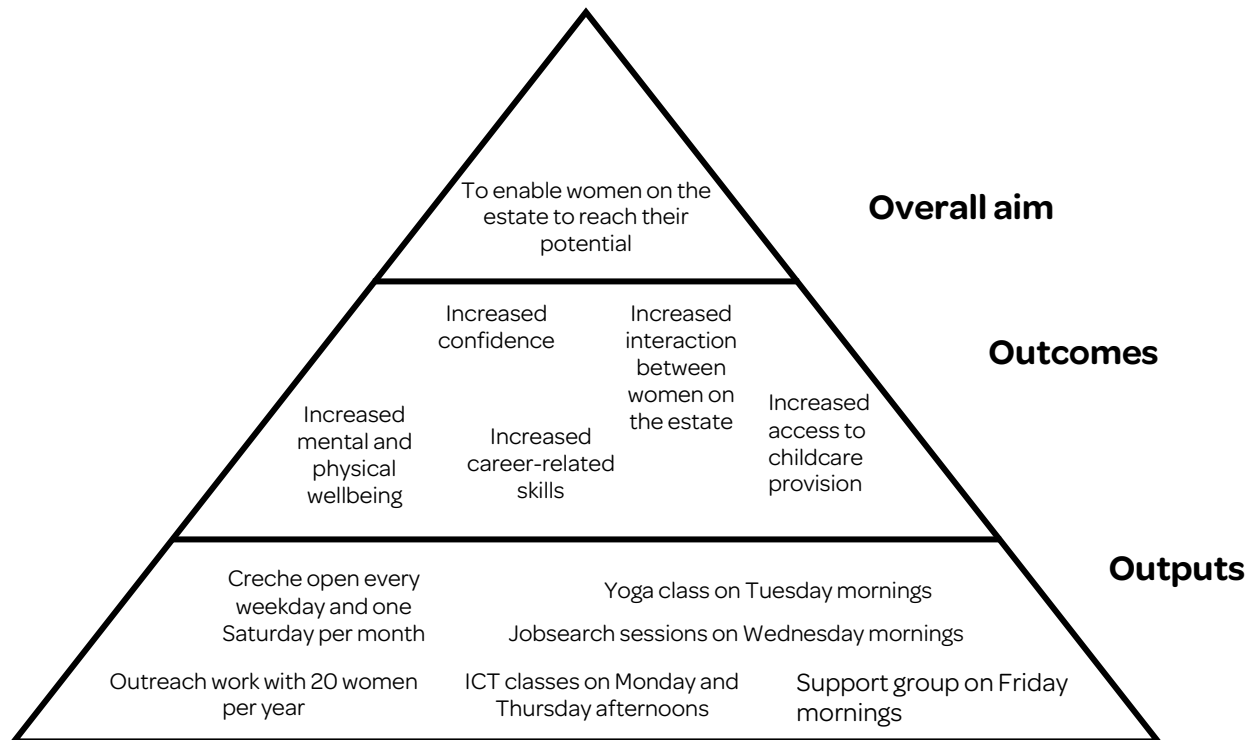 To enable women on the
estate to reach their
potential
Overall aim
Increased
confidence
Increased
interaction
between
women on
the estate
Outcomes
Increased
mental and
physical
wellbeing
Increased
career-related
skills
Increased
access to
childcare
provision
Outputs
Creche open every
weekday and one
Saturday per month
Yoga class on Tuesday mornings
Jobsearch sessions on Wednesday mornings
Outreach work with 20 women
per year
ICT classes on Monday and
Thursday afternoons
Support group on Friday
mornings